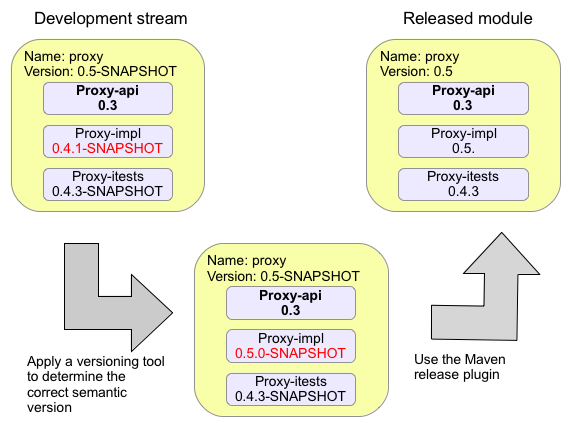 Development stream
Name: proxy
Version: 0.5-SNAPSHOT
Proxy-api
0.3
Proxy-impl
0.4.1-SNAPSHOT
Proxy-itests
0.4.3-SNAPSHOT
Apply a versioning tool
to determine the
correct semantic
version
Name: proxy
Version: 0.5-SNAPSHOT
Proxy-api
0.3
Proxy-impl
0.5.0-SNAPSHOT
Proxy-itests
0.4.3-SNAPSHOT
Use the Maven
release plugin
Released module
Name: proxy
Version: 0.5
Proxy-api
0.3
Proxy-impl
0.5.
Proxy-itests
0.4.3